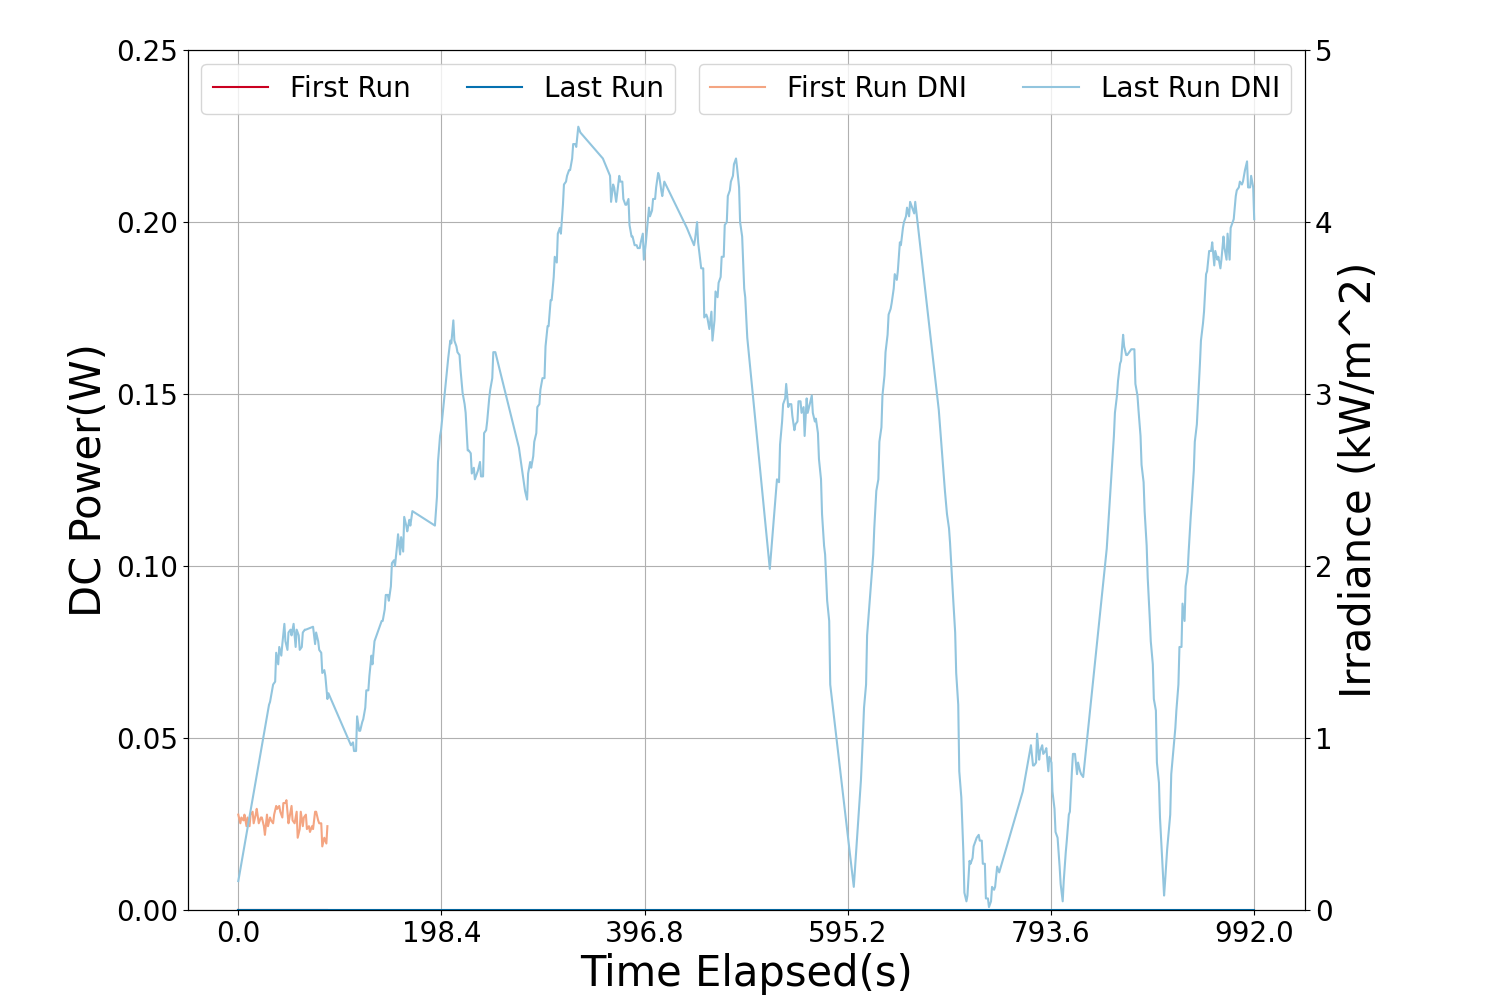 First Run
Last Run
First Run DNI
Last Run DNI
DC Power(W)
0.25
0.20
0.15
0.10
0.05
0.00
5
4
3
2
1
0
Irradiance (kW/m^2)
0.0 198.4 396.8 595.2 793.6 992.0
Time Elapsed(s)